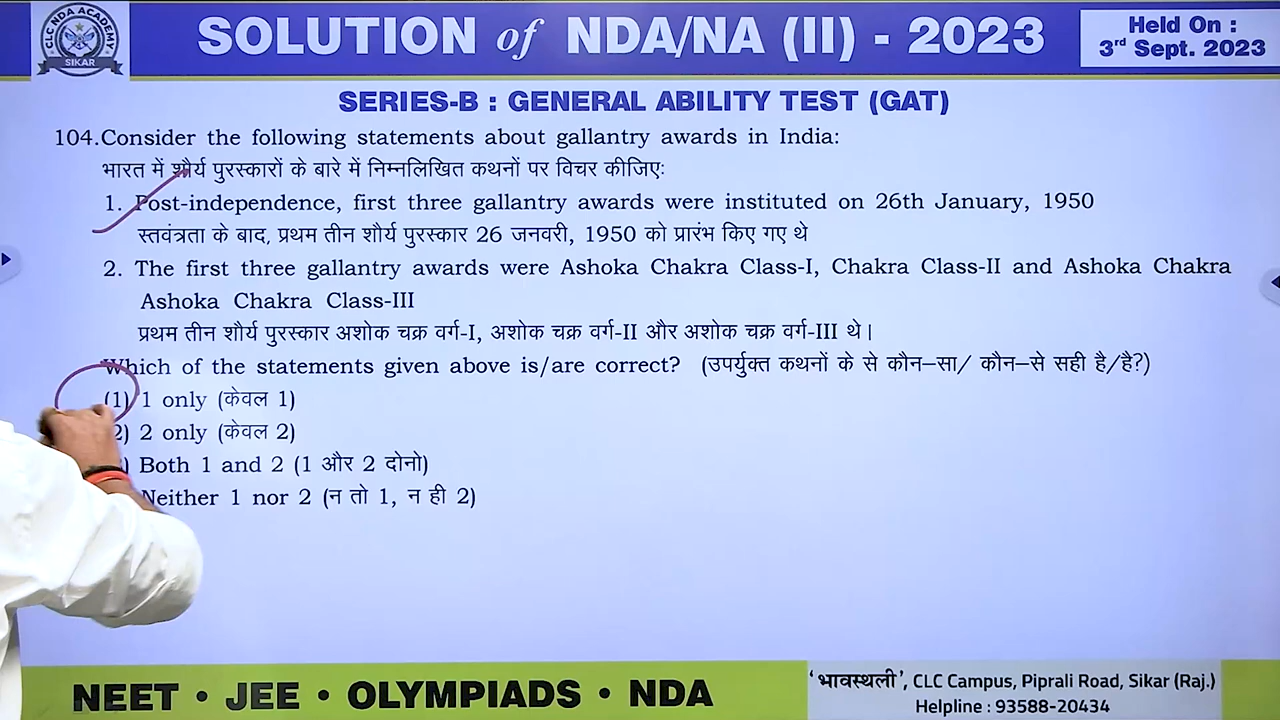 CLC NDA ACADEMY
SIKAR
SOLUTION of NDA/NA (II) - 2023
Held On :
3rd Sept. 2023
SERIES-B : GENERAL ABILITY TEST (GAT)
104.Consider the following statements about gallantry awards in India:
भारत में शौर्य पुरस्कारों के बारे में निम्नलिखित कथनों पर विचर कीजिए:
1. Post-independence, first three gallantry awards were instituted on 26th January, 1950
स्तवंत्रता के बाद, प्रथम तीन शौर्य पुरस्कार 26 जनवरी, 1950 को प्रारंभ किए गए थे
2. The first three gallantry awards were Ashoka Chakra Class-I, Chakra Class-II and Ashoka Chakra
Ashoka Chakra Class-III
प्रथम तीन शौर्य पुरस्कार अशोक चक्र वर्ग-I, अशोक चक्र वर्ग-II और अशोक चक्र वर्ग-III थे।
Which of the statements given above is/are correct? (उपर्युक्त कथनों के से कौन–सा/ कौन–से सही है/है?)
(1) 1 only (केवल 1)
2) 2 only (केवल 2)
) Both 1 and 2 (1 और 2 दोनो)
Neither 1 nor 2 (न तो 1, न ही 2)
NEET • JEE • OLYMPIADS • NDA
'भावस्थली', CLC Campus, Piprali Road, Sikar (Raj.)
Helpline : 93588-20434